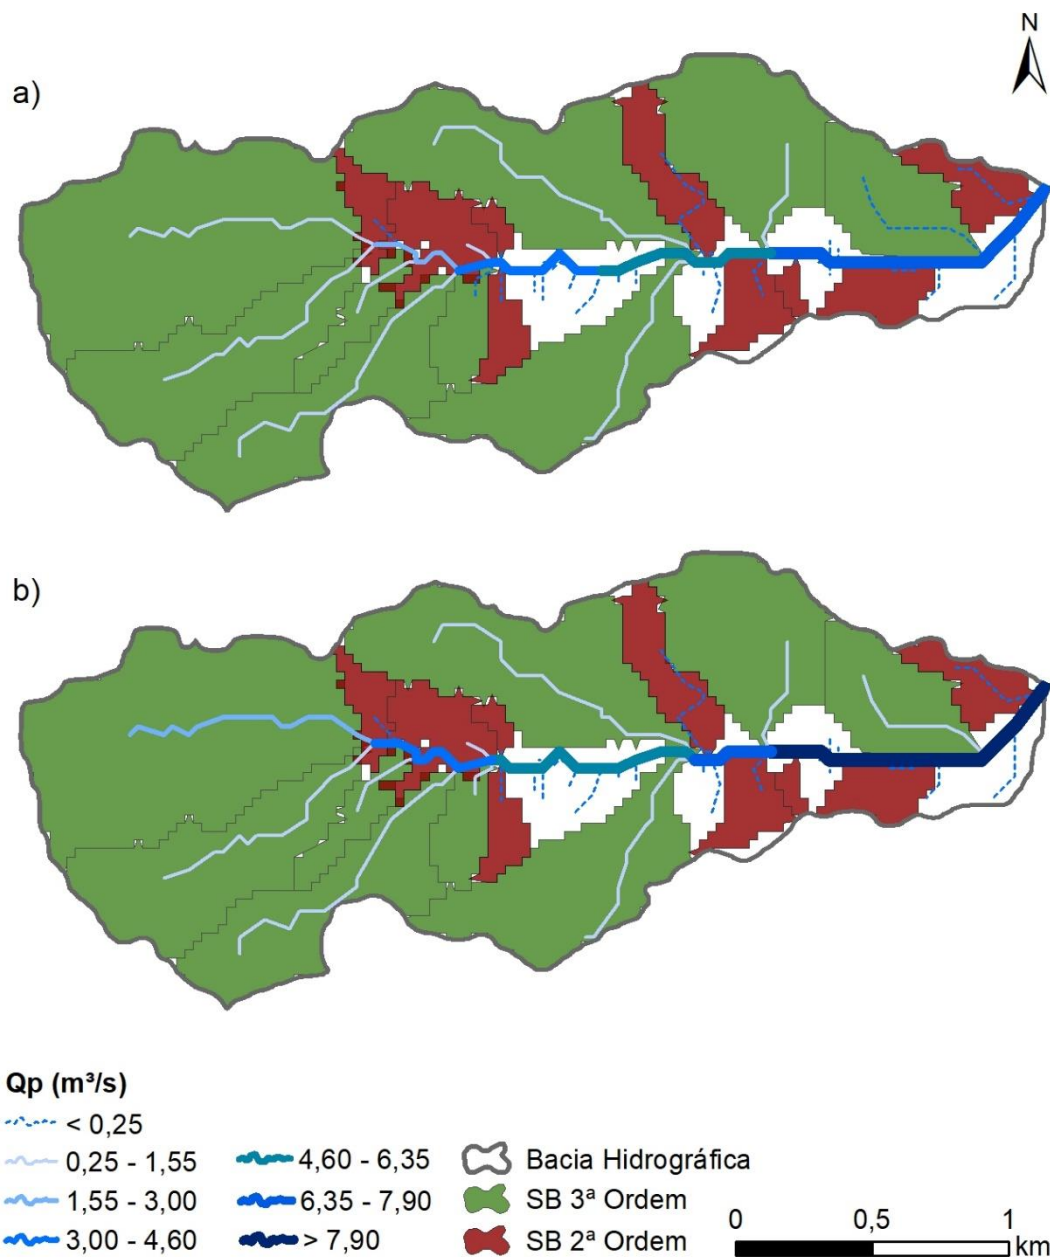 N
a)
b)
Qp (m³/s)
< 0,25
0,25 - 1,55
1,55 - 3,00
3,00 - 4,60
4,60 - 6,35
6,35 - 7,90
> 7,90
Bacia Hidrográfica
SB 3ª Ordem
SB 2ª Ordem
0 0,5 1
km